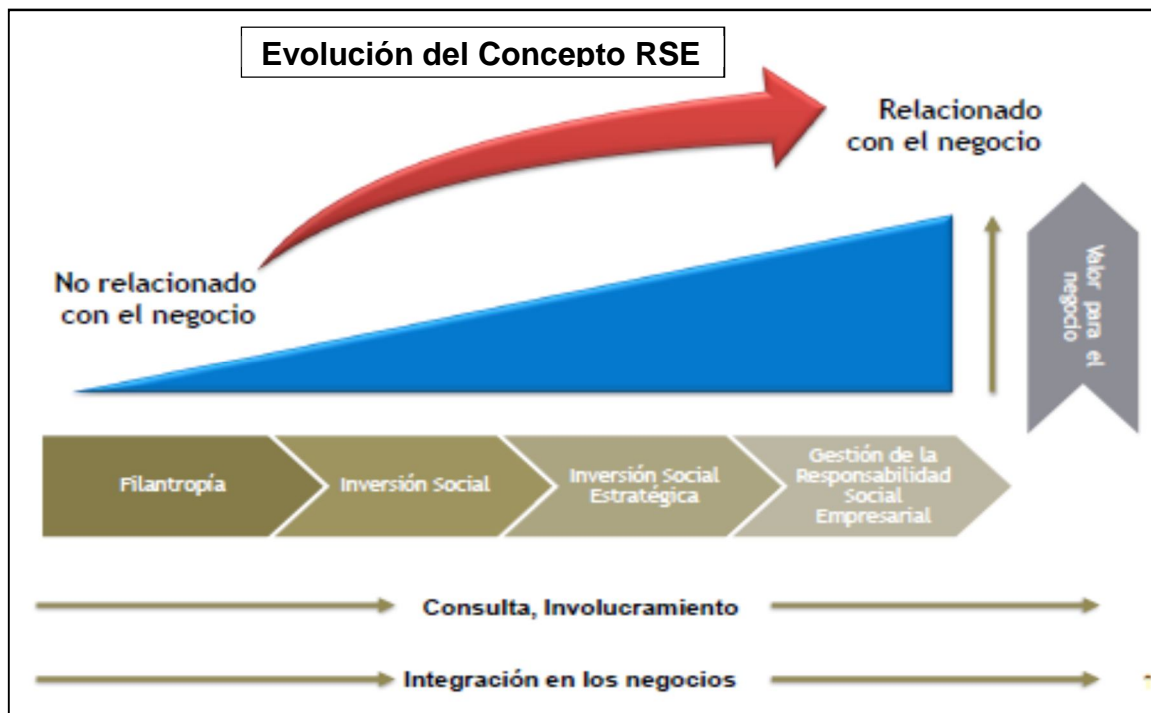 Evolución del Concepto RSE
Relacionado
con el negocio
No relacionado
con el negocio
Valor para el
negocio
Filantropía
Inversión Social
Inversión Social
Estratégica
Gestión de la
Responsabilidad
Social
Empresarial
Consulta, Involucramiento
Integración en los negocios